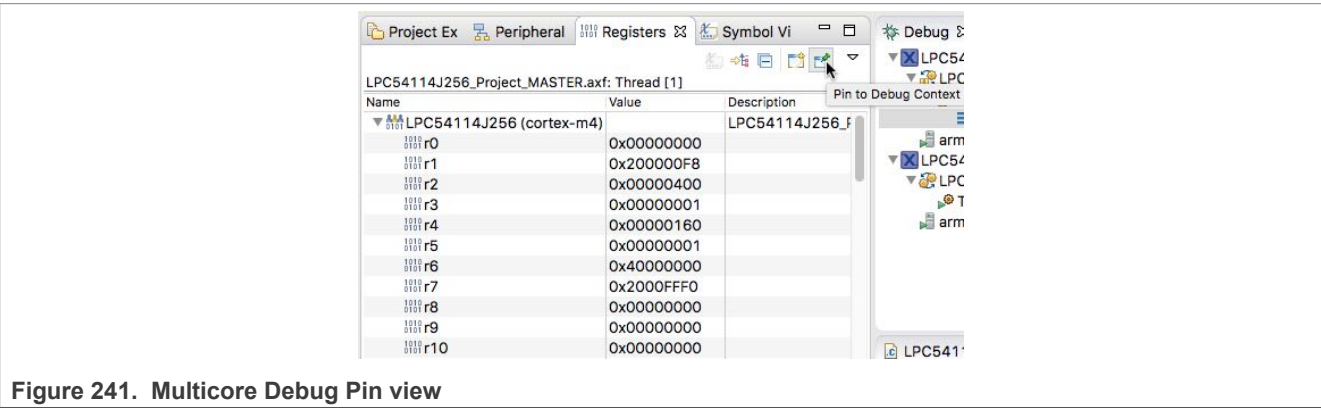 Project Ex Peripheral Registers Symbol Vi Debug
LPC54
LPC54114J256_Project_MASTER.axf: Thread [1] LPC
Pin to Debug Context
Name Value Description
LPC54114J256 (cortex-m4) LPC54114J256_F
r0 0x00000000 arm
r1 0x200000F8 LPC54
r2 0x00000400 LPC
r3 0x00000001 T
r4 0x00000160 arm
r5 0x00000001
r6 0x40000000
r7 0x2000FFF0
r8 0x00000000
r9 0x00000000
r10 0x00000000 LPC541
Figure 241. Multicore Debug Pin view